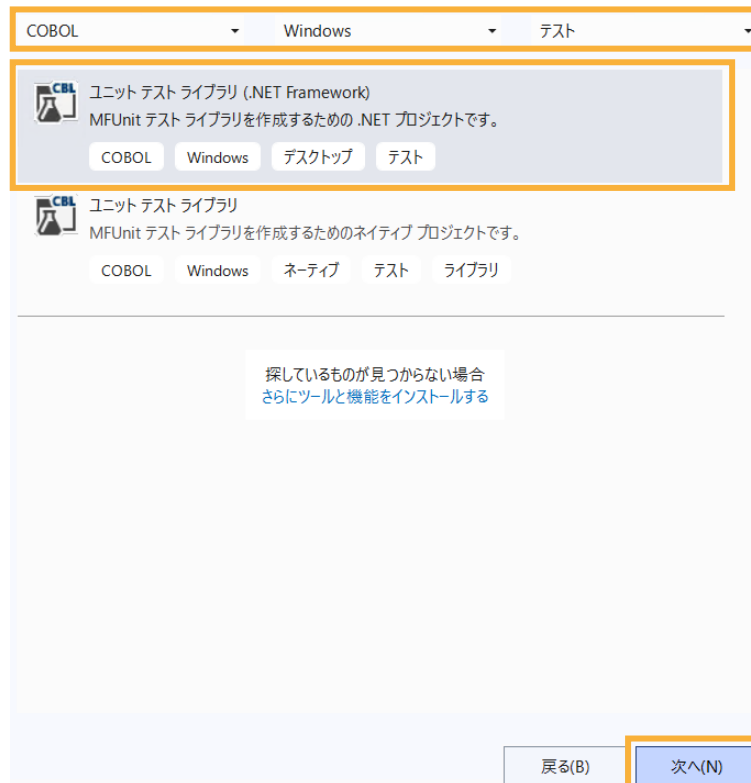 COBOL Windows テスト
CBL
ユニット テスト ライブラリ (.NET Framework)
MFUnit テスト ライブラリを作成するための .NET プロジェクトです。
COBOL Windows デスクトップ テスト
CBL
ユニット テスト ライブラリ
MFUnit テスト ライブラリを作成するためのネイティブ プロジェクトです。
COBOL Windows ネーティブ テスト ライブラリ
探しているものが見つからない場合
さらにツールと機能をインストールする
戻る(B) 次へ(N)